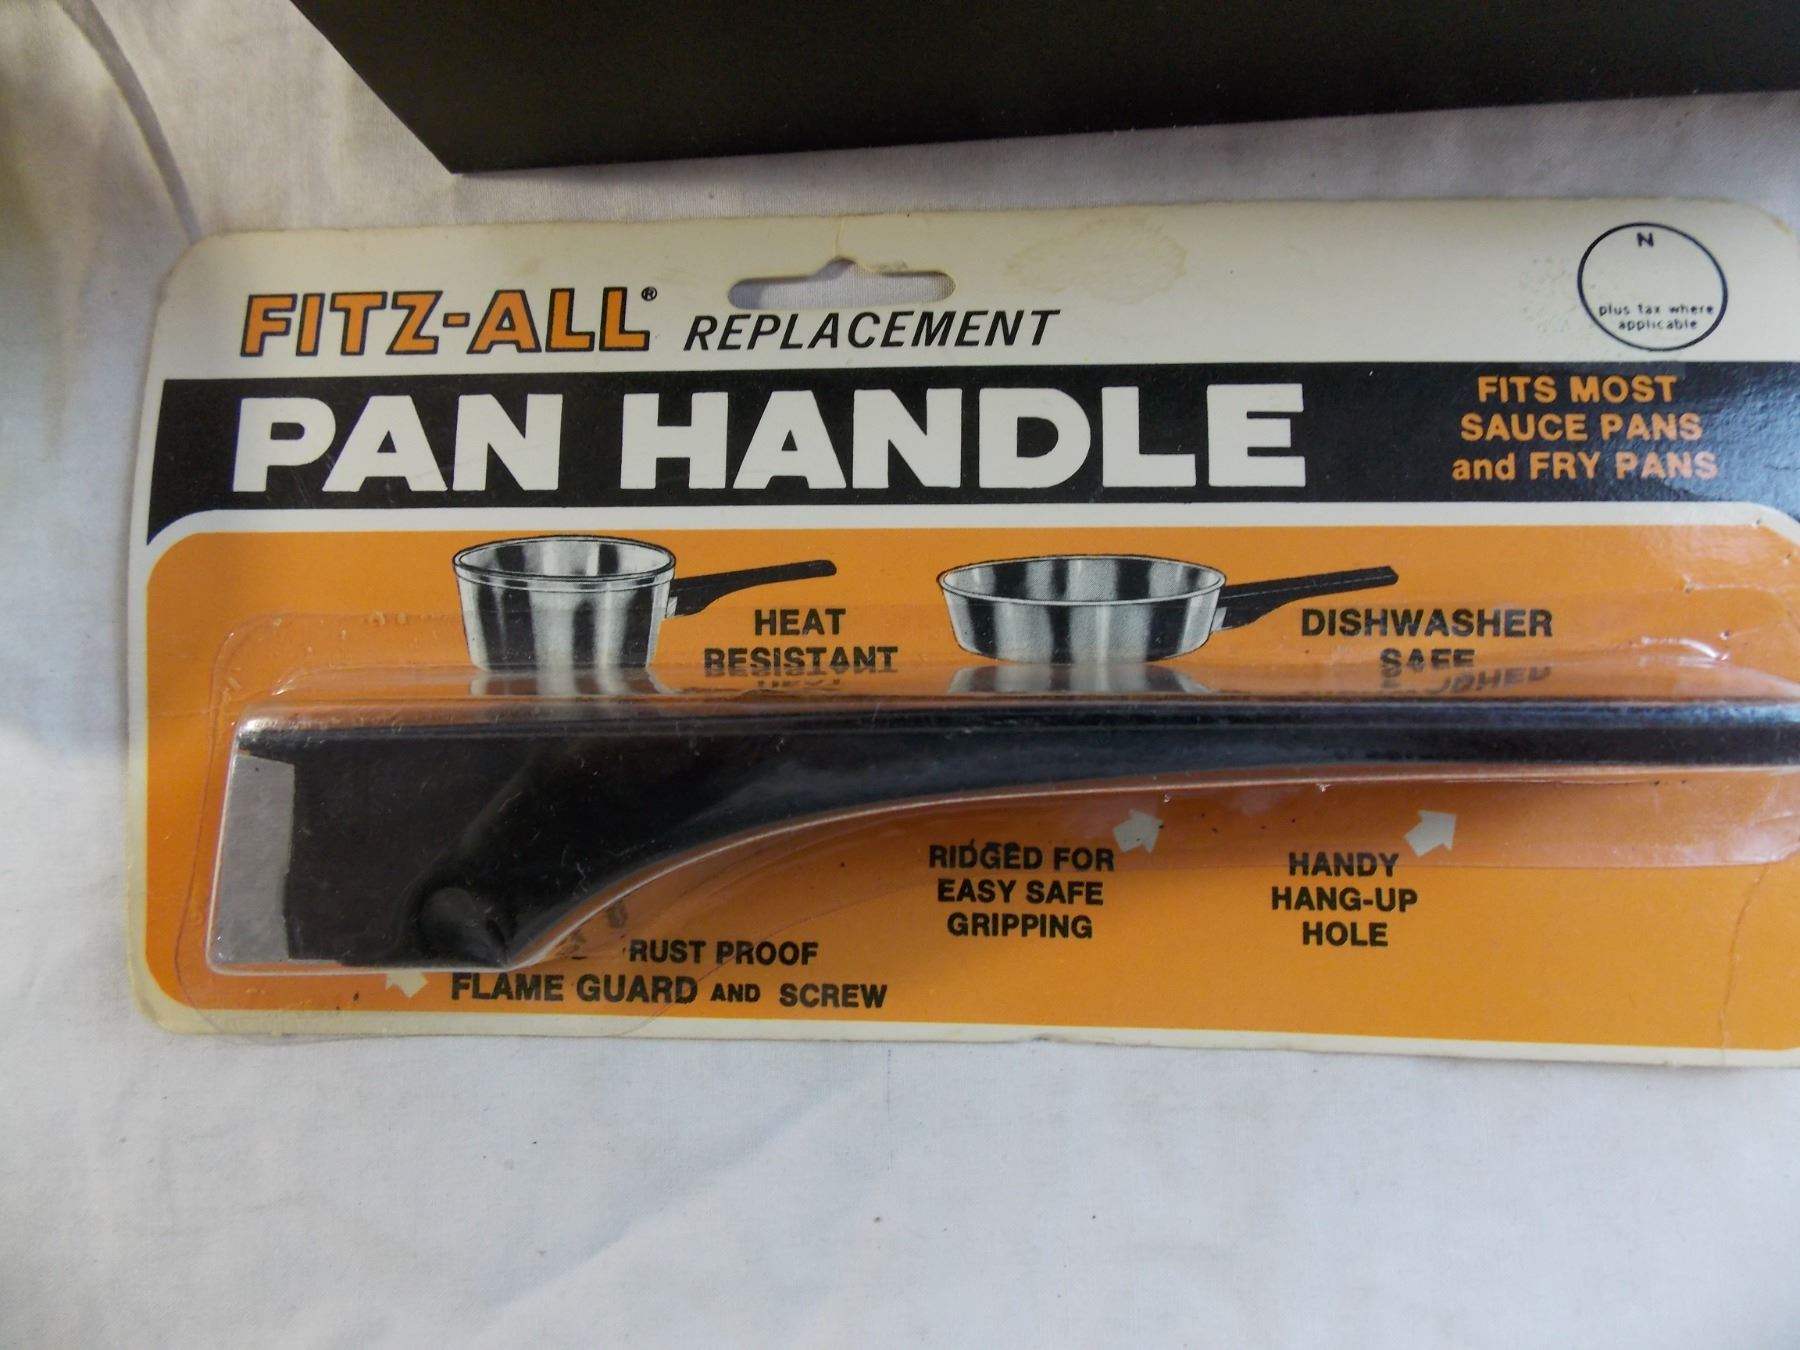 FITZ-ALL® REPLACEMENT
N
plus tax where
applicable
PAN HANDLE
FITS MOST
SAUCE PANS
and FRY PANS
HEAT
RESISTANT
DISHWASHER
SAFE
RIDGED FOR
EASY SAFE
GRIPPING
HANDY
HANG-UP
HOLE
RUST PROOF
FLAME GUARD AND SCREW